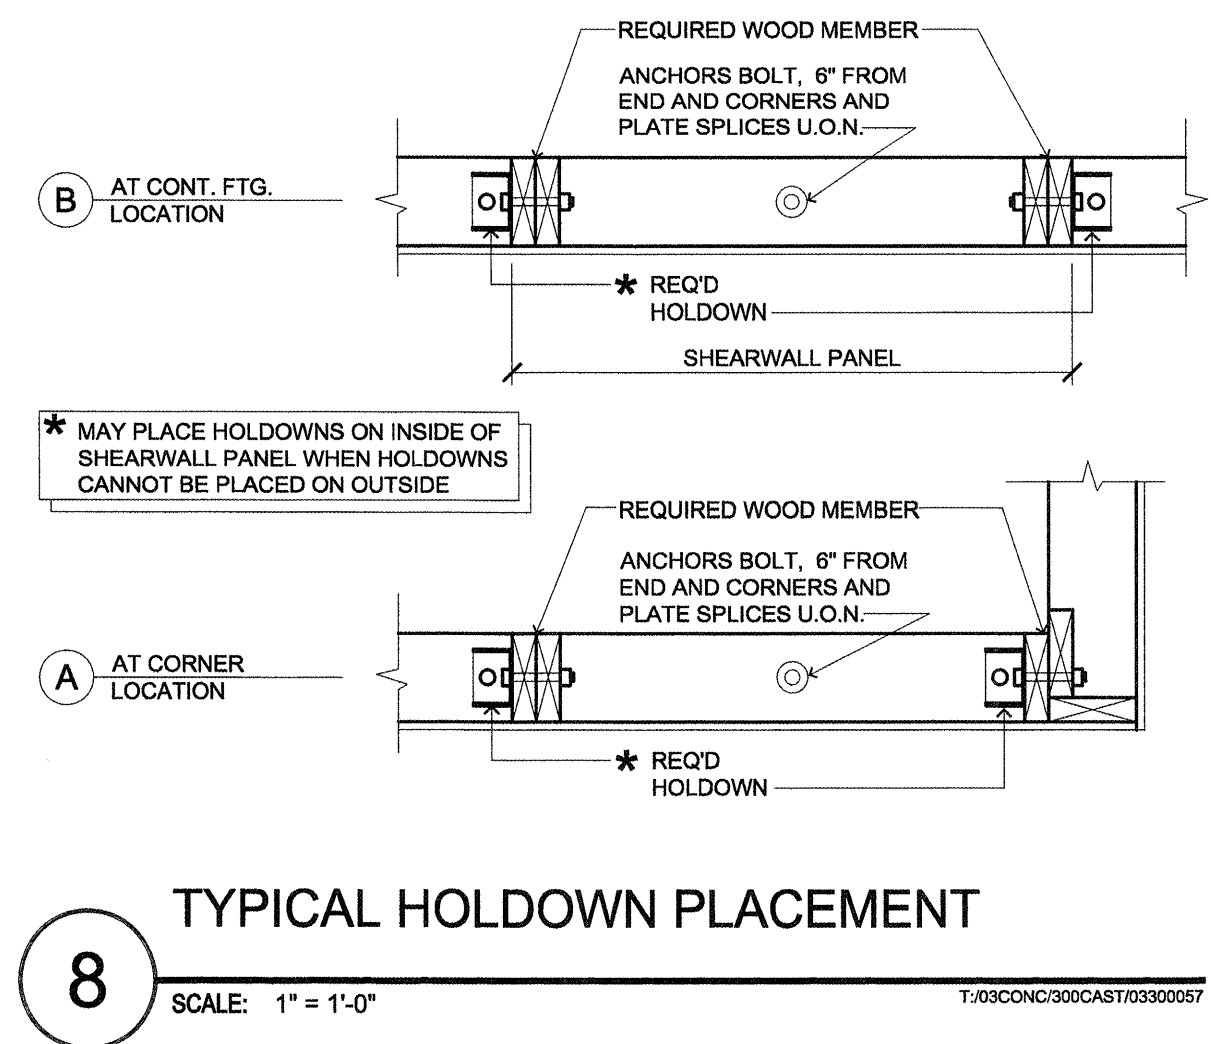 REQUIRED WOOD MEMBER
ANCHORS BOLT, 6" FROM
END AND CORNERS AND
PLATE SPLICES U.O.N.
B
AT CONT. FTG.
LOCATION
* REQ'D
HOLDOWN
SHEARWALL PANEL
* MAY PLACE HOLDOWNS ON INSIDE OF
SHEARWALL PANEL WHEN HOLDOWNS
CANNOT BE PLACED ON OUTSIDE
REQUIRED WOOD MEMBER
ANCHORS BOLT, 6" FROM
END AND CORNERS AND
PLATE SPLICES U.O.N.
A
AT CORNER
LOCATION
* REQ'D
HOLDOWN
TYPICAL HOLDOWN PLACEMENT
8
SCALE: 1" = 1'-0"
T:/03CONC/300CAST/03300057